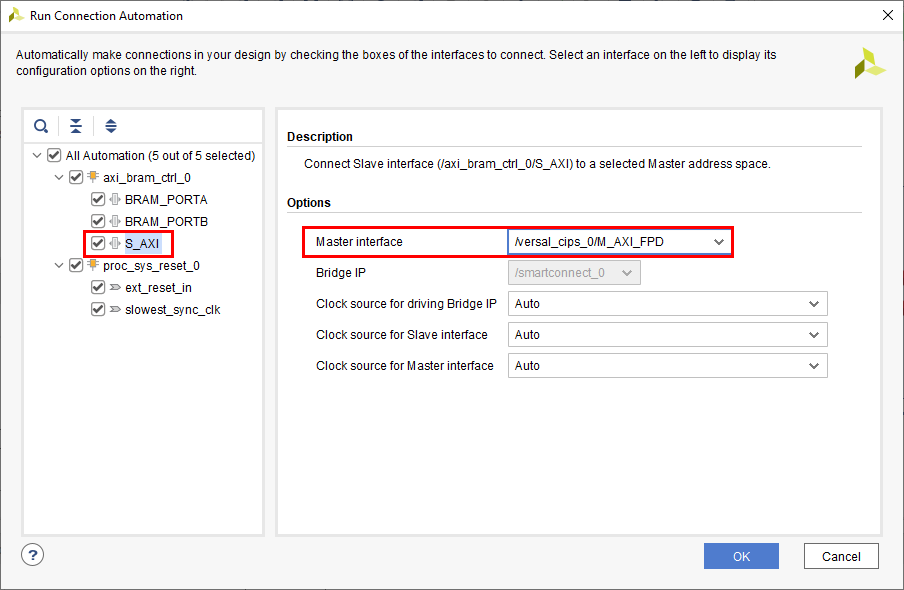 Run Connection Automation
Automatically make connections in your design by checking the boxes of the interfaces to connect. Select an interface on the left to display its
configuration options on the right.
All Automation (5 out of 5 selected)
axi_bram_ctrl_0
BRAM_PORTA
BRAM_PORTB
S_AXI
proc_sys_reset_0
ext_reset_in
slowest_sync_clk
Description
Connect Slave interface (/axi_bram_ctrl_0/S_AXI) to a selected Master address space.
Options
Master interface /versal_cips_0/M_AXI_FPD
Bridge IP /smartconnect_0
Clock source for driving Bridge IP Auto
Clock source for Slave interface Auto
Clock source for Master interface Auto
?
OK Cancel